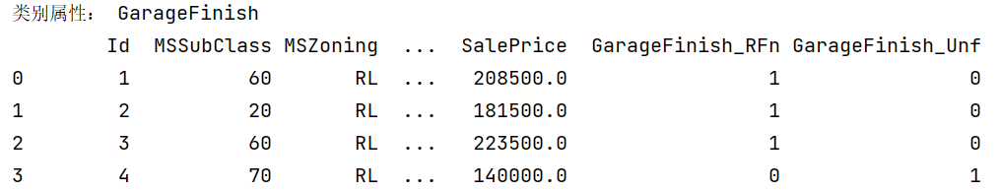 类别属性： GarageFinish
Id MSSubClass MSZoning ... SalePrice GarageFinish_RFn GarageFinish_Unf
0 1 60 RL ... 208500.0 1 0
1 2 20 RL ... 181500.0 1 0
2 3 60 RL ... 223500.0 1 0
3 4 70 RL ... 140000.0 0 1